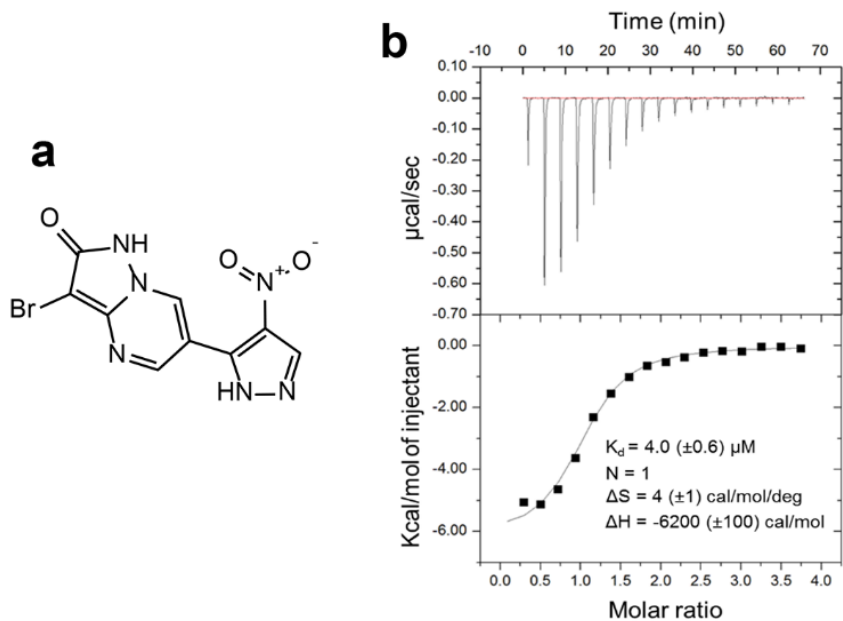 a
O
NH
N
Br
N
O
N+
O-
HN
N
b
Time (min)
-10 0 10 20 30 40 50 60 70
0.10
0.00
-0.10
-0.20
-0.30
-0.40
-0.50
-0.60
-0.70
µcal/sec
0.00
-2.00
-4.00
-6.00
Kcal/mol of injectant
Kd = 4.0 (±0.6) µM
N = 1
ΔS = 4 (±1) cal/mol/deg
ΔH = -6200 (±100) cal/mol
0.0 0.5 1.0 1.5 2.0 2.5 3.0 3.5 4.0
Molar ratio